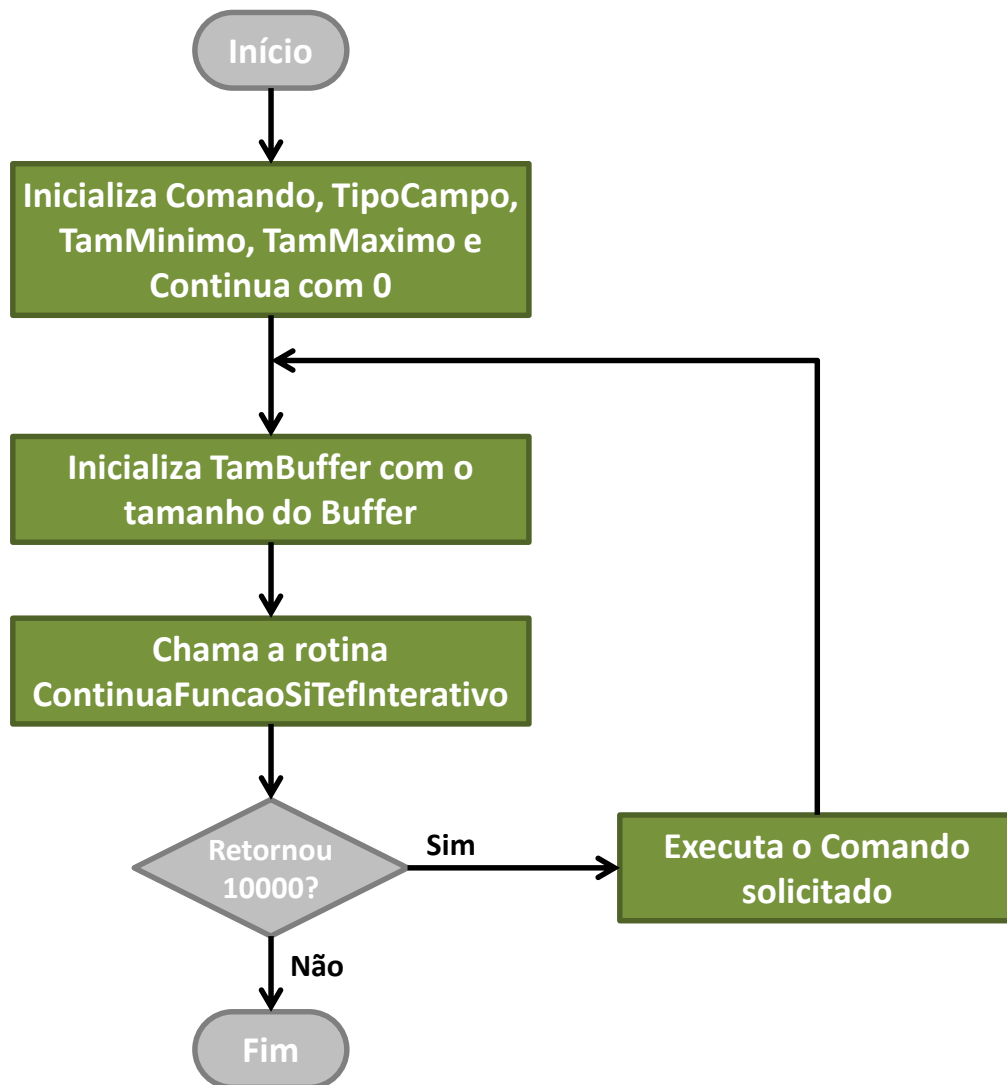 Início
Inicializa Comando, TipoCampo,
TamMinimo, TamMaximo e
Continua com 0
Inicializa TamBuffer com o
tamanho do Buffer
Chama a rotina
ContinuaFuncaoSiTefInterativo
Retornou
10000?
Sim
Executa o Comando
solicitado
Não
Fim